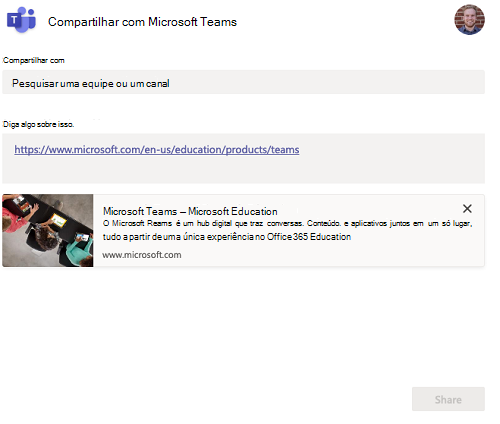 Compartilhar com Microsoft Teams
Compartilhar com
Pesquisar uma equipe ou um canal
Diga algo sobre isso.
https://www.microsoft.com/en-us/education/products/teams
Microsoft Teams – Microsoft Education
O Microsoft Reams é um hub digital que traz conversas. Conteúdo. e aplicativos juntos em um só lugar,
tudo a partir de uma única experiência no Office 365 Education
www.microsoft.com
Share